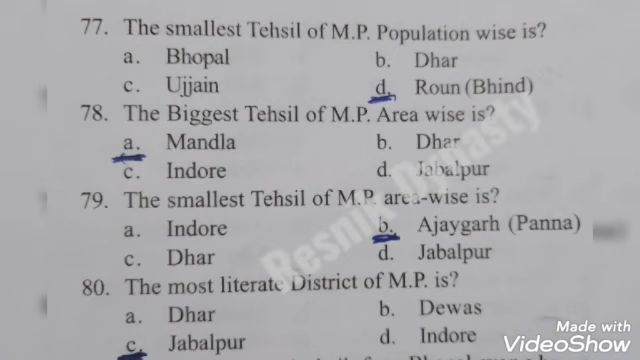 77. The smallest Tehsil of M.P. Population wise is?
a. Bhopal b. Dhar
c. Ujjain d. Roun (Bhind)
78. The Biggest Tehsil of M.P. Area wise is?
a. Mandla b. Dhar
c. Indore d. Jabalpur
79. The smallest Tehsil of M.P. area-wise is?
a. Indore b. Ajaygarh (Panna)
c. Dhar d. Jabalpur
80. The most literate District of M.P. is?
a. Dhar b. Dewas
c. Jabalpur d. Indore
Resnik Dynasty
Made with
VideoShow